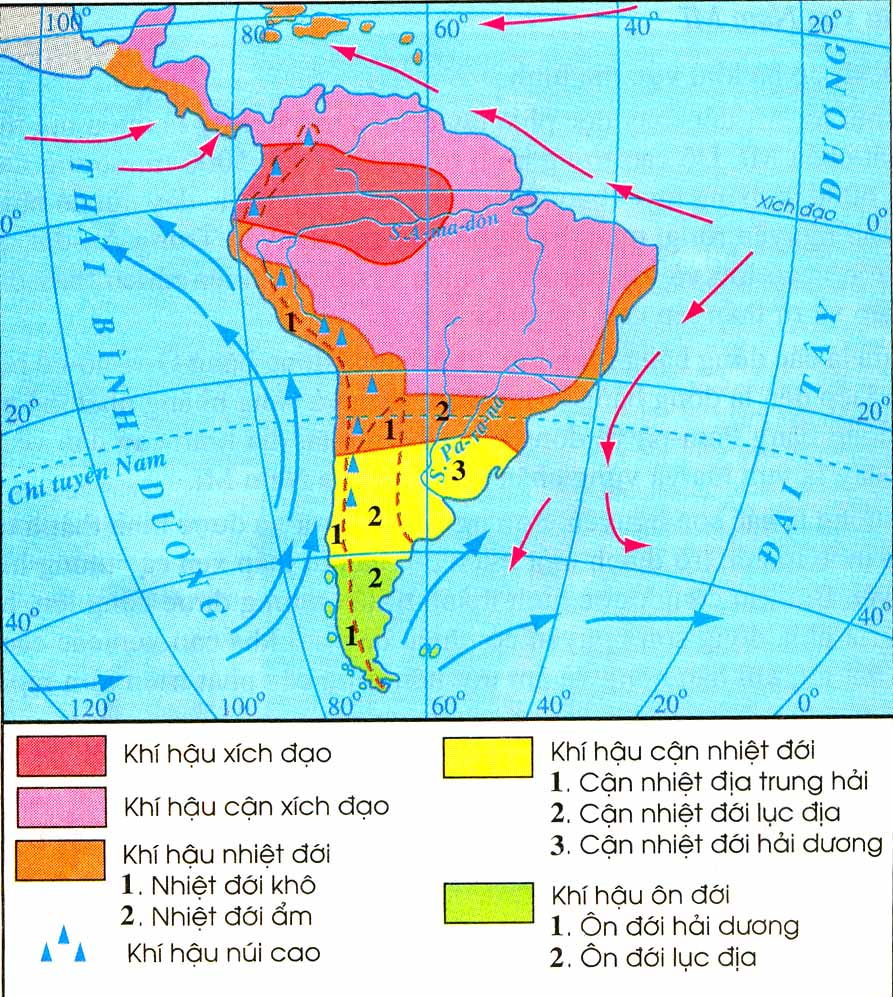 100° 80° 60° 40° 20°
THÁI BÌNH DƯƠNG
ĐẠI TÂY DƯƠNG
Xích đạo
0° 0°
S.A-ma-dôn
1
20° 2 20°
1
S. Pa-ra-na
3
Chí tuyến Nam
2
1
2
40° 40°
1
120° 100° 80° 60° 40° 20° 0°
Khí hậu xích đạo
Khí hậu cận xích đạo
Khí hậu nhiệt đới
1. Nhiệt đới khô
2. Nhiệt đới ẩm
Khí hậu núi cao
Khí hậu cận nhiệt đới
1. Cận nhiệt địa trung hải
2. Cận nhiệt đới lục địa
3. Cận nhiệt đới hải dương
Khí hậu ôn đới
1. Ôn đới hải dương
2. Ôn đới lục địa